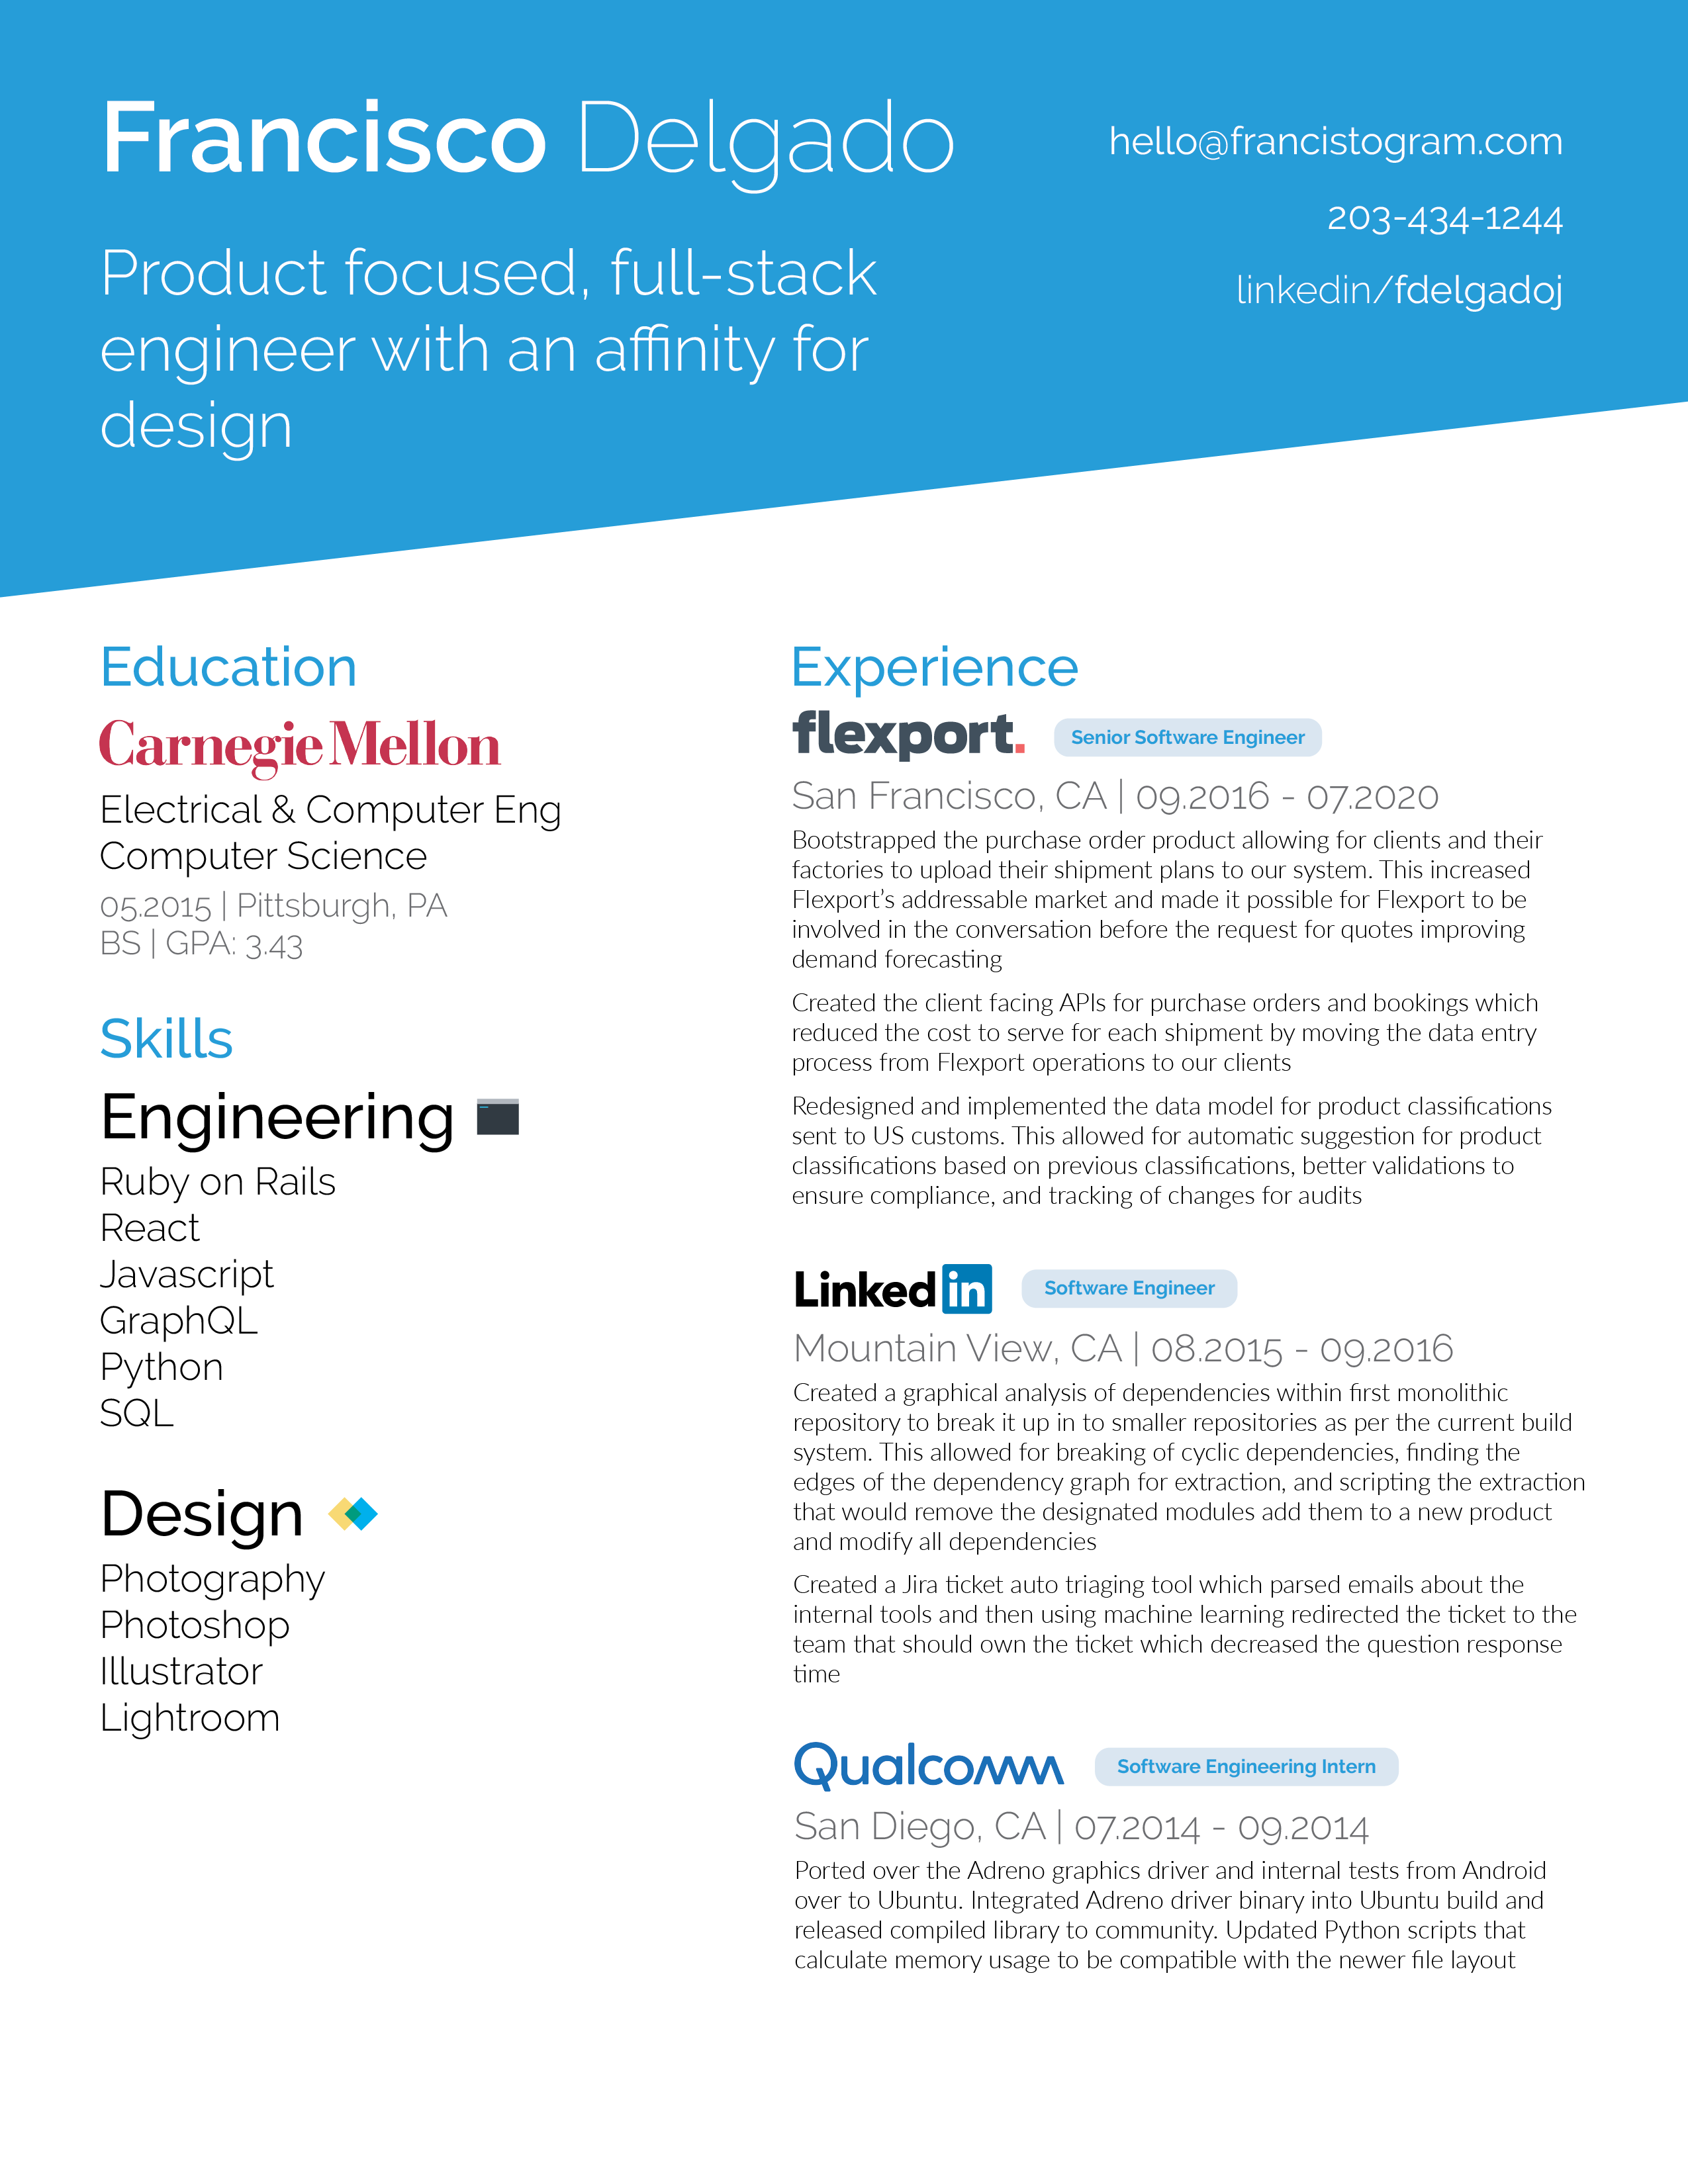 Francisco Delgado
Product focused, full-stack
engineer with an affinity for
design
hello@francistogram.com
203-434-1244
linkedin/fdelgadoj
Education
Carnegie Mellon
Electrical & Computer Eng
Computer Science
05.2015 | Pittsburgh, PA
BS | GPA: 3.43
Skills
Engineering
Ruby on Rails
React
Javascript
GraphQL
Python
SQL
Design
Photography
Photoshop
Illustrator
Lightroom
Experience
flexport. Senior Software Engineer
San Francisco, CA | 09.2016 - 07.2020
Bootstrapped the purchase order product allowing for clients and their
factories to upload their shipment plans to our system. This increased
Flexport’s addressable market and made it possible for Flexport to be
involved in the conversation before the request for quotes improving
demand forecasting
Created the client facing APIs for purchase orders and bookings which
reduced the cost to serve for each shipment by moving the data entry
process from Flexport operations to our clients
Redesigned and implemented the data model for product classifications
sent to US customs. This allowed for automatic suggestion for product
classifications based on previous classifications, better validations to
ensure compliance, and tracking of changes for audits
Linked in Software Engineer
Mountain View, CA | 08.2015 - 09.2016
Created a graphical analysis of dependencies within first monolithic
repository to break it up in to smaller repositories as per the current build
system. This allowed for breaking of cyclic dependencies, finding the
edges of the dependency graph for extraction, and scripting the extraction
that would remove the designated modules add them to a new product
and modify all dependencies
Created a Jira ticket auto triaging tool which parsed emails about the
internal tools and then using machine learning redirected the ticket to the
team that should own the ticket which decreased the question response
time
Qualcomm Software Engineering Intern
San Diego, CA | 07.2014 - 09.2014
Ported over the Adreno graphics driver and internal tests from Android
over to Ubuntu. Integrated Adreno driver binary into Ubuntu build and
released compiled library to community. Updated Python scripts that
calculate memory usage to be compatible with the newer file layout